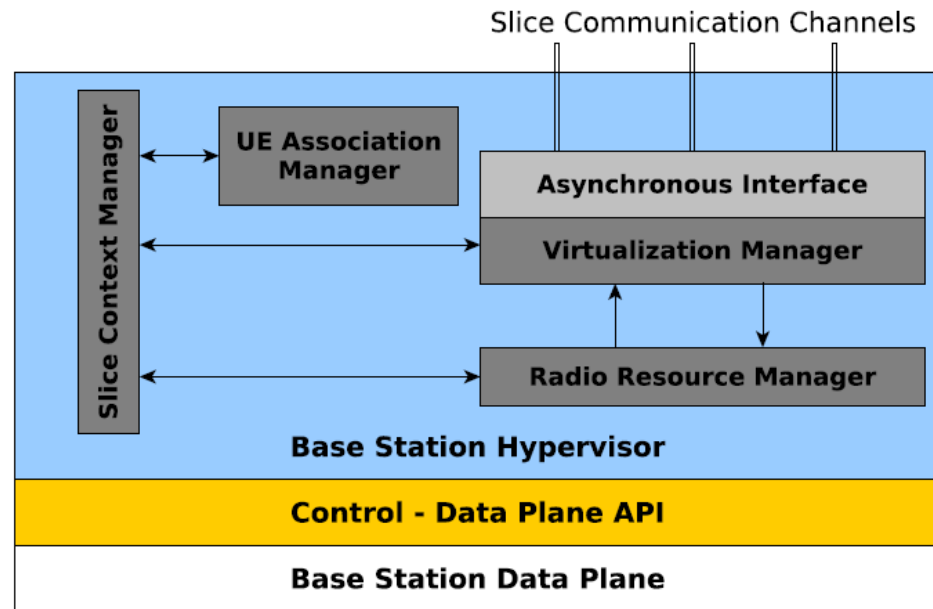 Slice Communication Channels
Slice Context Manager
UE Association
Manager
Asynchronous Interface
Virtualization Manager
Radio Resource Manager
Base Station Hypervisor
Control - Data Plane API
Base Station Data Plane